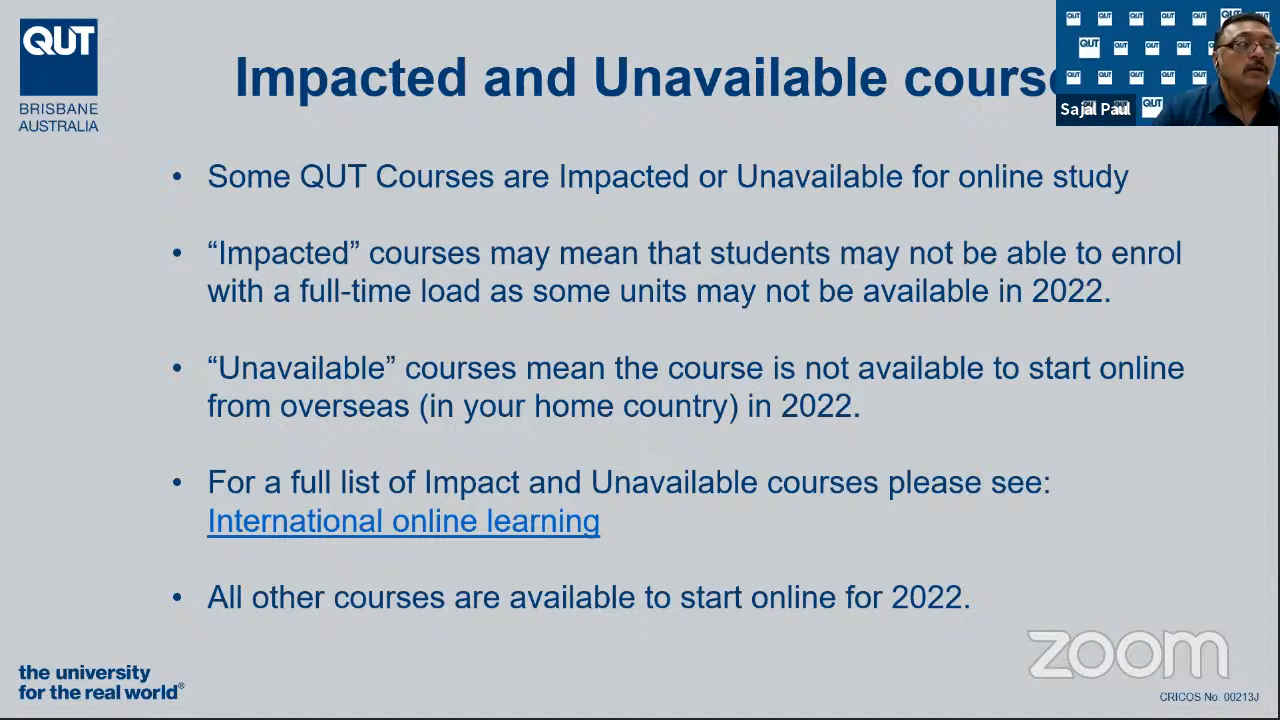 QUT
BRISBANE
AUSTRALIA
Impacted and Unavailable cours
Sajal Paul
QUT
• Some QUT Courses are Impacted or Unavailable for online study
• “Impacted” courses may mean that students may not be able to enrol
with a full-time load as some units may not be available in 2022.
• “Unavailable” courses mean the course is not available to start online
from overseas (in your home country) in 2022.
• For a full list of Impact and Unavailable courses please see:
International online learning
• All other courses are available to start online for 2022.
zoom
the university
for the real world®
CRICOS No. 00213J